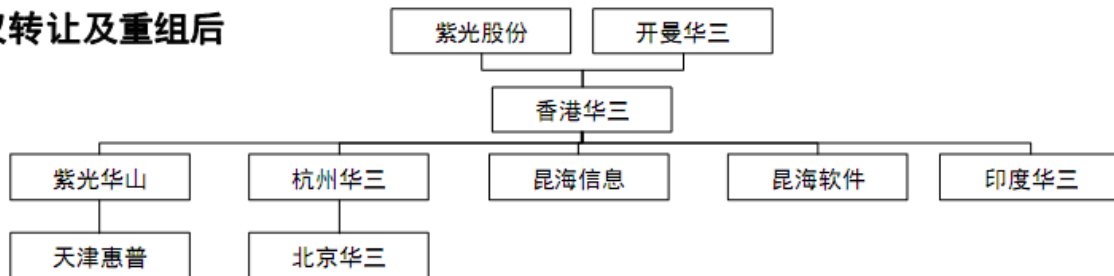 转让及重组后
紫光股份 开曼华三
香港华三
紫光华山 杭州华三 昆海信息 昆海软件 印度华三
天津惠普 北京华三